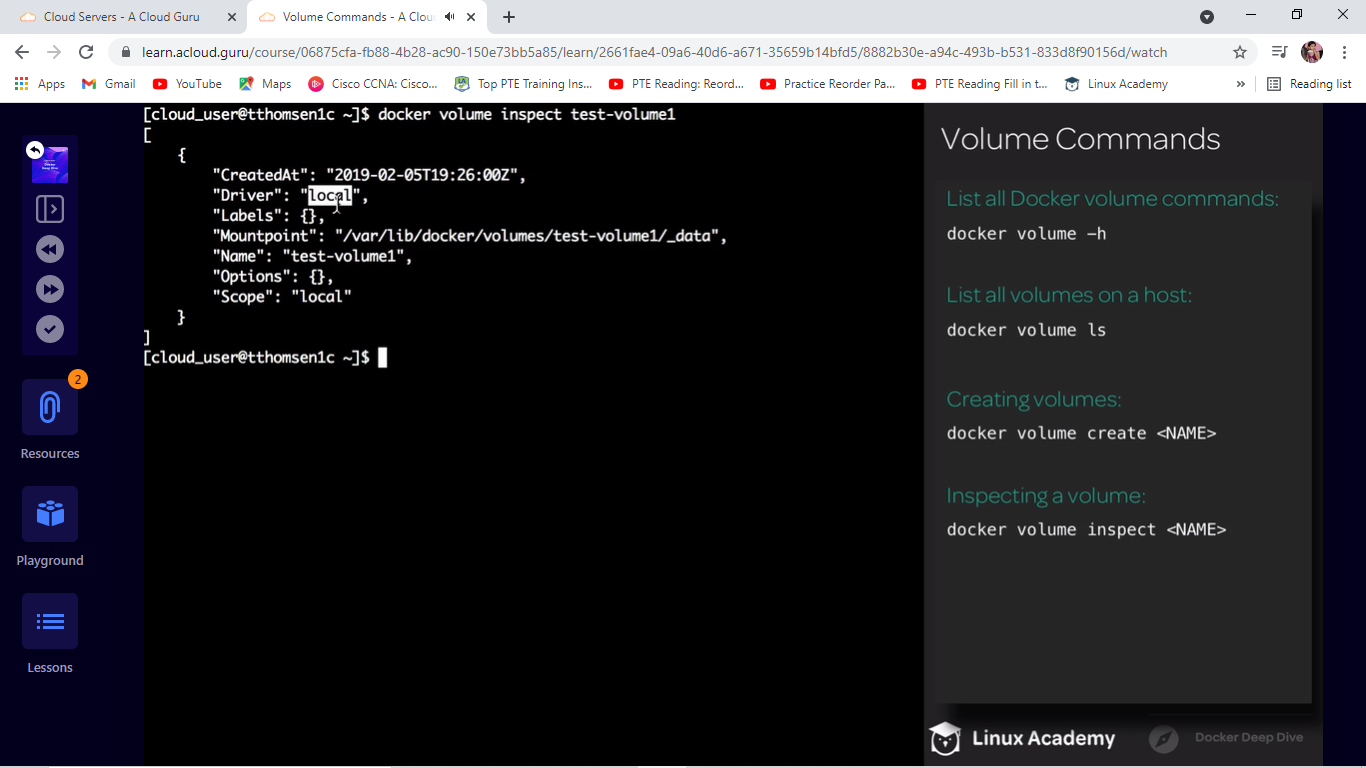 Cloud Servers - A Cloud Guru
Volume Commands - A Clou
learn.acloud.guru/course/06875cfa-fb88-4b28-ac90-150e73bb5a85/learn/2661fae4-09a6-40d6-a671-35659b14bfd5/8882b30e-a94c-493b-b531-833d8f90156d/watch
Apps
Gmail
YouTube
Maps
Cisco CCNA: Cisco...
Top PTE Training Ins...
PTE Reading: Reord...
Practice Reorder Pa...
PTE Reading Fill in t...
Linux Academy
»
Reading list
[cloud_user@tthomsen1c ~]$ docker volume inspect test-volume1
[
{
"CreatedAt": "2019-02-05T19:26:00Z",
"Driver": "local",
"Labels": {},
"Mountpoint": "/var/lib/docker/volumes/test-volume1/_data",
"Name": "test-volume1",
"Options": {},
"Scope": "local"
}
]
[cloud_user@tthomsen1c ~]$
Docker
Deep Dive
2
Resources
Playground
Lessons
Volume Commands
List all Docker volume commands:
docker volume -h
List all volumes on a host:
docker volume ls
Creating volumes:
docker volume create <NAME>
Inspecting a volume:
docker volume inspect <NAME>
Linux Academy
Docker Deep Dive